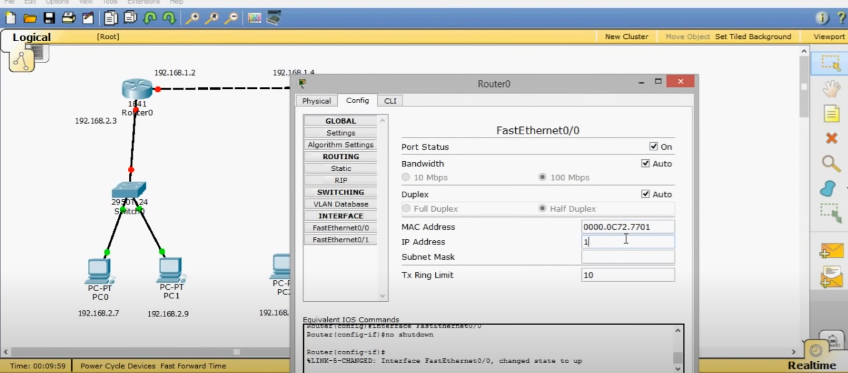 File Edit Options View Tools Extensions Help
Logical [Root] New Cluster Move Object Set Tiled Background Viewport
192.168.1.2
192.168.1.4
1841
Router0
192.168.2.3
2950-24
Switch0
PC-PT
PC0
PC-PT
PC1
192.168.2.7
192.168.2.9
192.168.
Router0
Physical Config CLI
GLOBAL
Settings
Algorithm Settings
ROUTING
Static
RIP
SWITCHING
VLAN Database
INTERFACE
FastEthernet0/0
FastEthernet0/1
FastEthernet0/0
Port Status On
Bandwidth Auto
10 Mbps 100 Mbps
Duplex Auto
Full Duplex Half Duplex
MAC Address 0000.0C72.7701
IP Address 1
Subnet Mask
Tx Ring Limit 10
Equivalent IOS Commands
Router(config)#interface FastEthernet0/0
Router(config-if)#no shutdown
Router(config-if)#
%LINK-5-CHANGED: Interface FastEthernet0/0, changed state to up
Time: 00:09:59 Power Cycle Devices Fast Forward Time Realtime